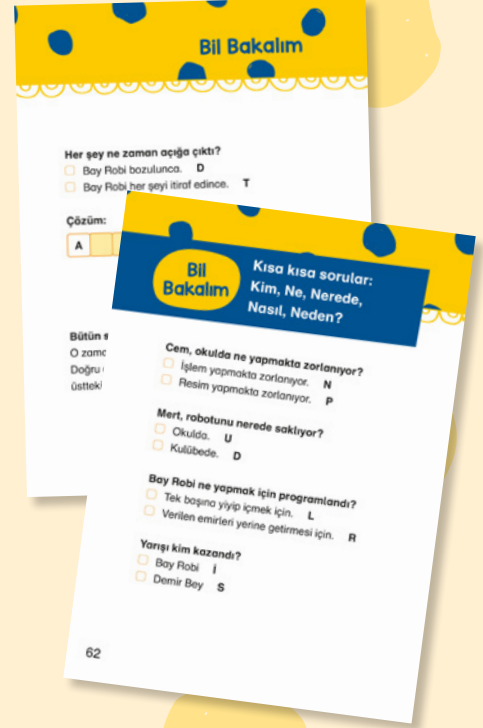 Bil Bakalım
Her şey ne zaman açığa çıktı?
Bay Robi bozulunca. D
Bay Robi her şeyi itiraf edince. T
Çözüm:
A
Bütün
O zama
Doğru
üstteki
Bil
Bakalım
Kısa kısa sorular:
Kim, Ne, Nerede,
Nasıl, Neden?
Cem, okulda ne yapmakta zorlanıyor?
İşlem yapmakta zorlanıyor. N
Resim yapmakta zorlanıyor. P
Mert, robotunu nerede saklıyor?
Okulda. U
Kulübede. D
Bay Robi ne yapmak için programlandı?
Tek başına yiyip içmek için. L
Verilen emirleri yerine getirmesi için. R
Yarışı kim kazandı?
Bay Robi İ
Demir Bey S
62